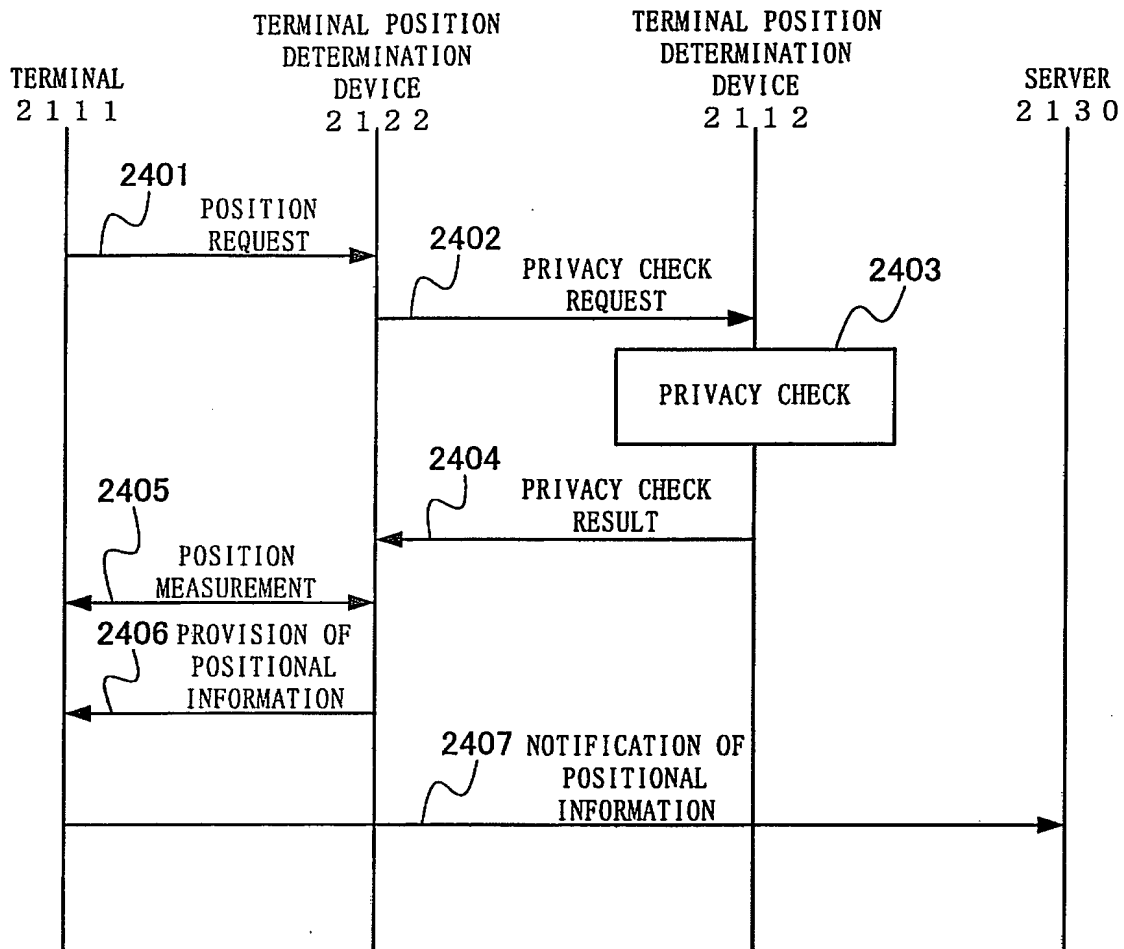 TERMINAL
2111
TERMINAL POSITION
DETERMINATION
DEVICE
2122
TERMINAL POSITION
DETERMINATION
DEVICE
2112
SERVER
2130
2401
POSITION
REQUEST
2402
PRIVACY CHECK
REQUEST
2403
PRIVACY CHECK
2404
PRIVACY CHECK
RESULT
2405
POSITION
MEASUREMENT
2406 PROVISION OF
POSITIONAL
INFORMATION
2407 NOTIFICATION OF
POSITIONAL
INFORMATION